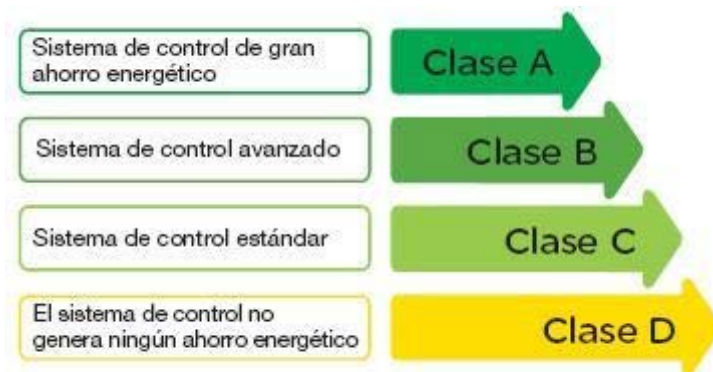 Sistema de control de gran
ahorro energético
Clase A
Sistema de control avanzado
Clase B
Sistema de control estándar
Clase C
El sistema de control no
genera ningún ahorro energético
Clase D